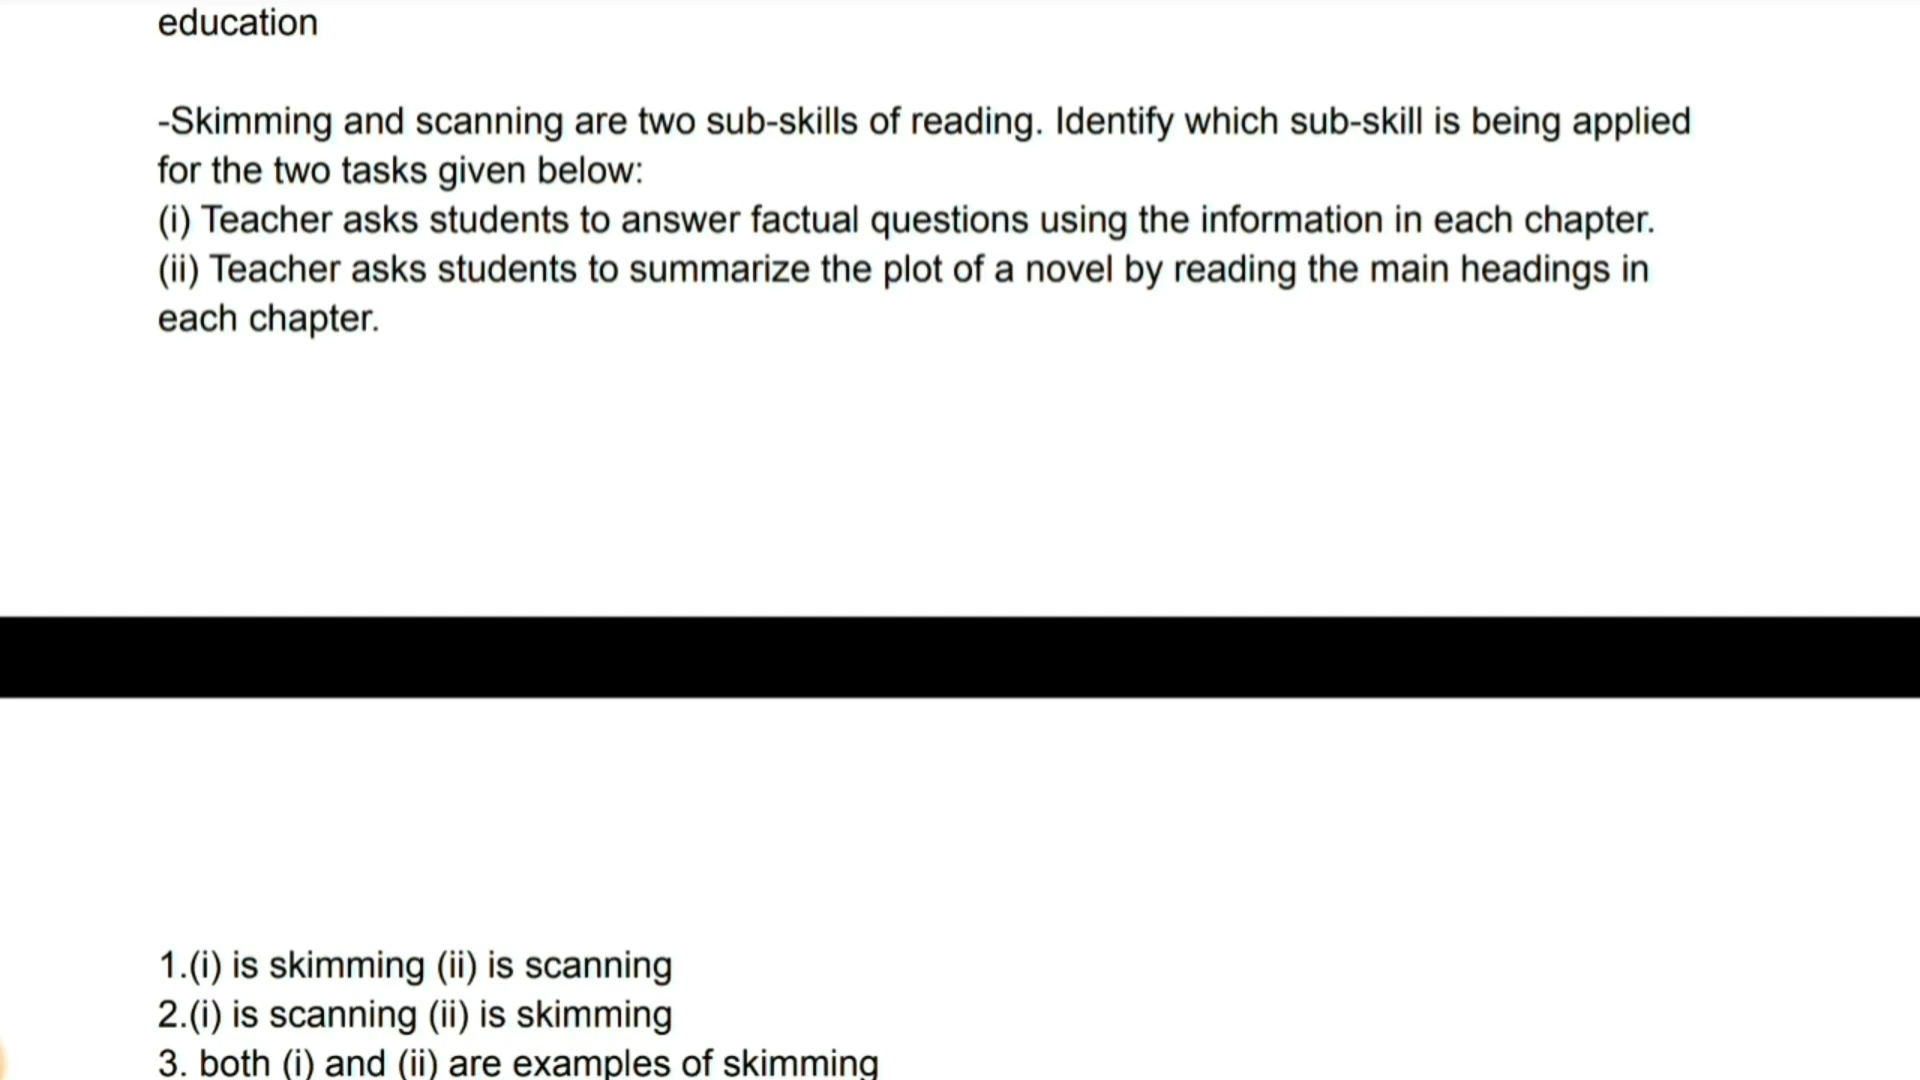 education
-Skimming and scanning are two sub-skills of reading. Identify which sub-skill is being applied
for the two tasks given below:
(i) Teacher asks students to answer factual questions using the information in each chapter.
(ii) Teacher asks students to summarize the plot of a novel by reading the main headings in
each chapter.
1.(i) is skimming (ii) is scanning
2.(i) is scanning (ii) is skimming
3. both (i) and (ii) are examples of skimming